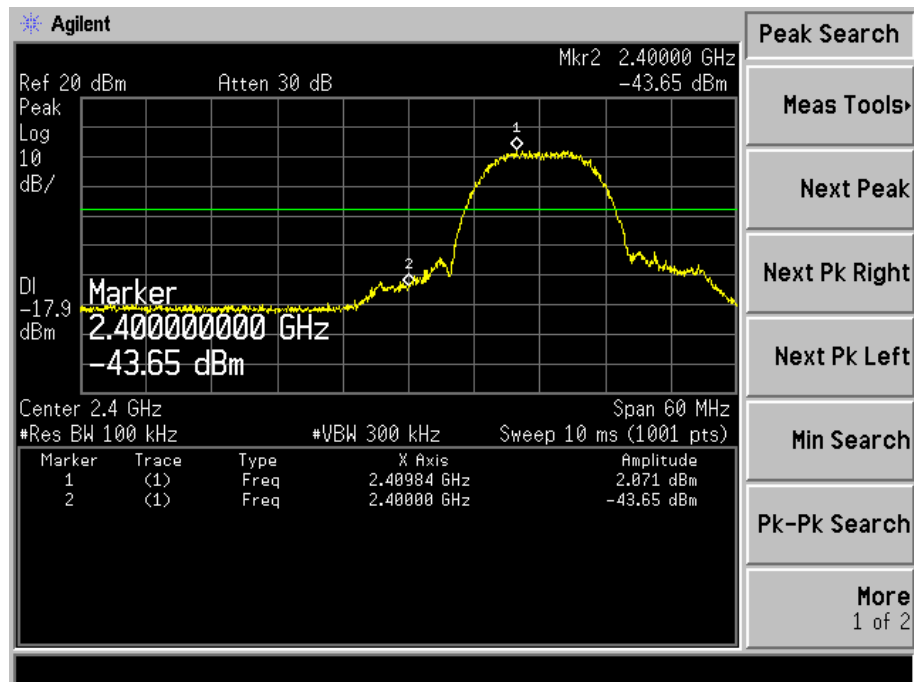 Agilent
Peak Search
Mkr2 2.40000 GHz
Ref 20 dBm Atten 30 dB -43.65 dBm
Peak
Log
10
dB/
1
2
DI
-17.9
dBm
Marker
2.400000000 GHz
-43.65 dBm
Center 2.4 GHz Span 60 MHz
#Res BW 100 kHz #VBW 300 kHz Sweep 10 ms (1001 pts)
Marker Trace Type X Axis Amplitude
1 (1) Freq 2.40984 GHz 2.071 dBm
2 (1) Freq 2.40000 GHz -43.65 dBm
Meas Tools▸
Next Peak
Next Pk Right
Next Pk Left
Min Search
Pk-Pk Search
More
1 of 2